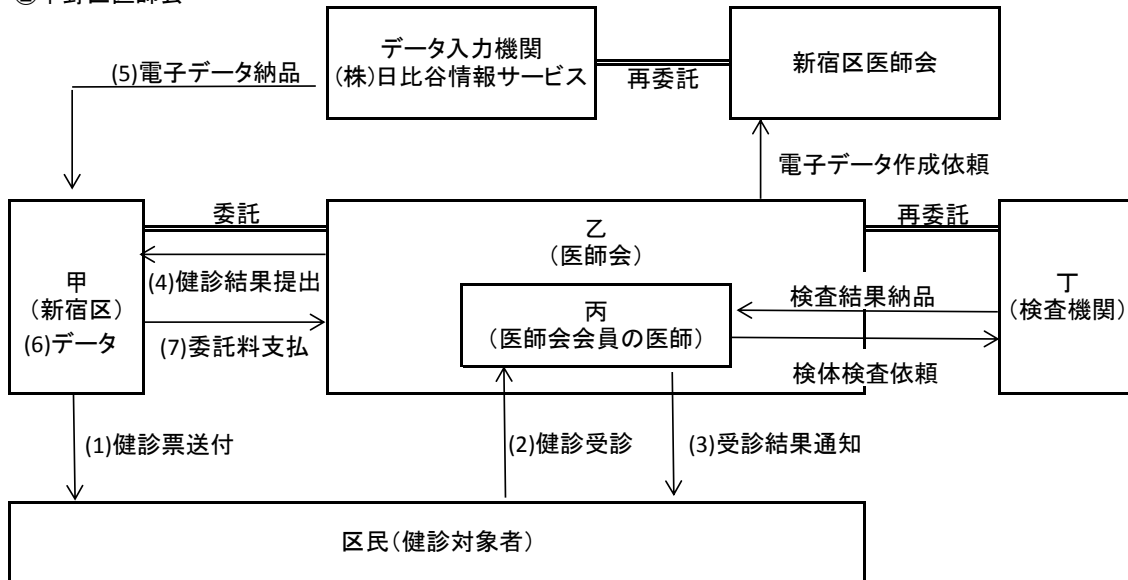 データ入力機関
(株)日比谷情報サービス
再委託
新宿区医師会
(5)電子データ納品
電子データ作成依頼
委託
再委託
甲
(新宿区)
(6)データ
(4)健診結果提出
(7)委託料支払
乙
(医師会)
丙
(医師会会員の医師)
検査結果納品
検体検査依頼
丁
(検査機関)
(1)健診票送付
(2)健診受診
(3)受診結果通知
区民(健診対象者)